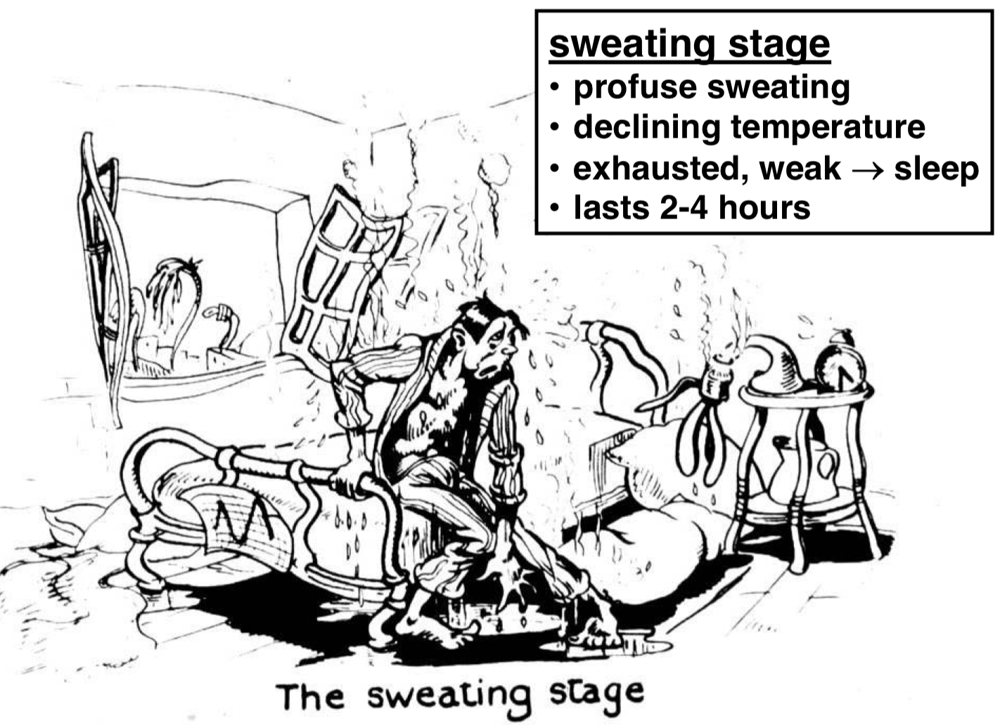 sweating stage
• profuse sweating
• declining temperature
• exhausted, weak → sleep
• lasts 2-4 hours
M
The sweating stage